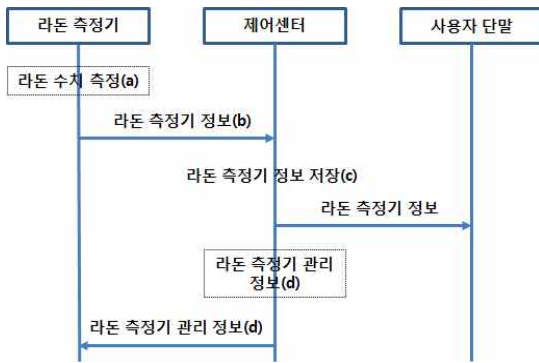 라돈 측정기
제어센터
사용자 단말
라돈 수치 측정(a)
라돈 측정기 정보(b)
라돈 측정기 정보 저장(c)
라돈 측정기 정보
라돈 측정기 관리
정보(d)
라돈 측정기 관리 정보(d)